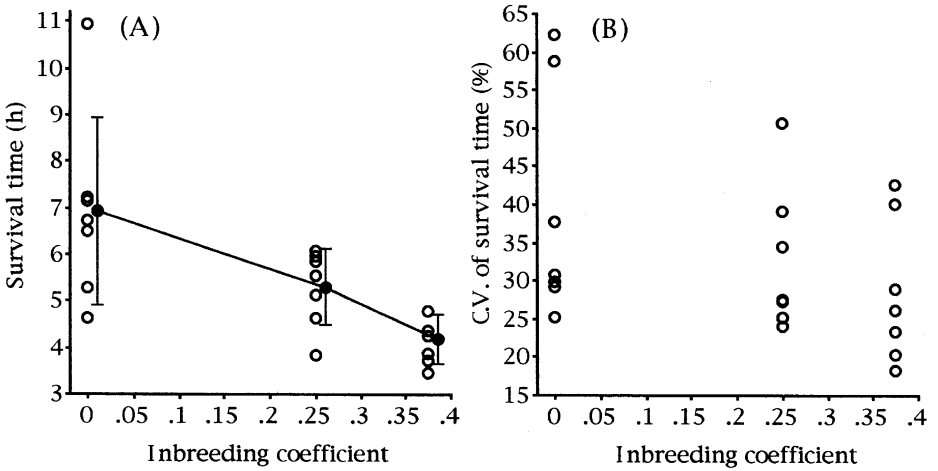 (A)
Survival time (h)
11
10
9
8
7
6
5
4
3
0 .05 .1 .15 .2 .25 .3 .35 .4
Inbreeding coefficient
(B)
C.V. of survival time (%)
65
60
55
50
45
40
35
30
25
20
15
0 .05 .1 .15 .2 .25 .3 .35 .4
Inbreeding coefficient